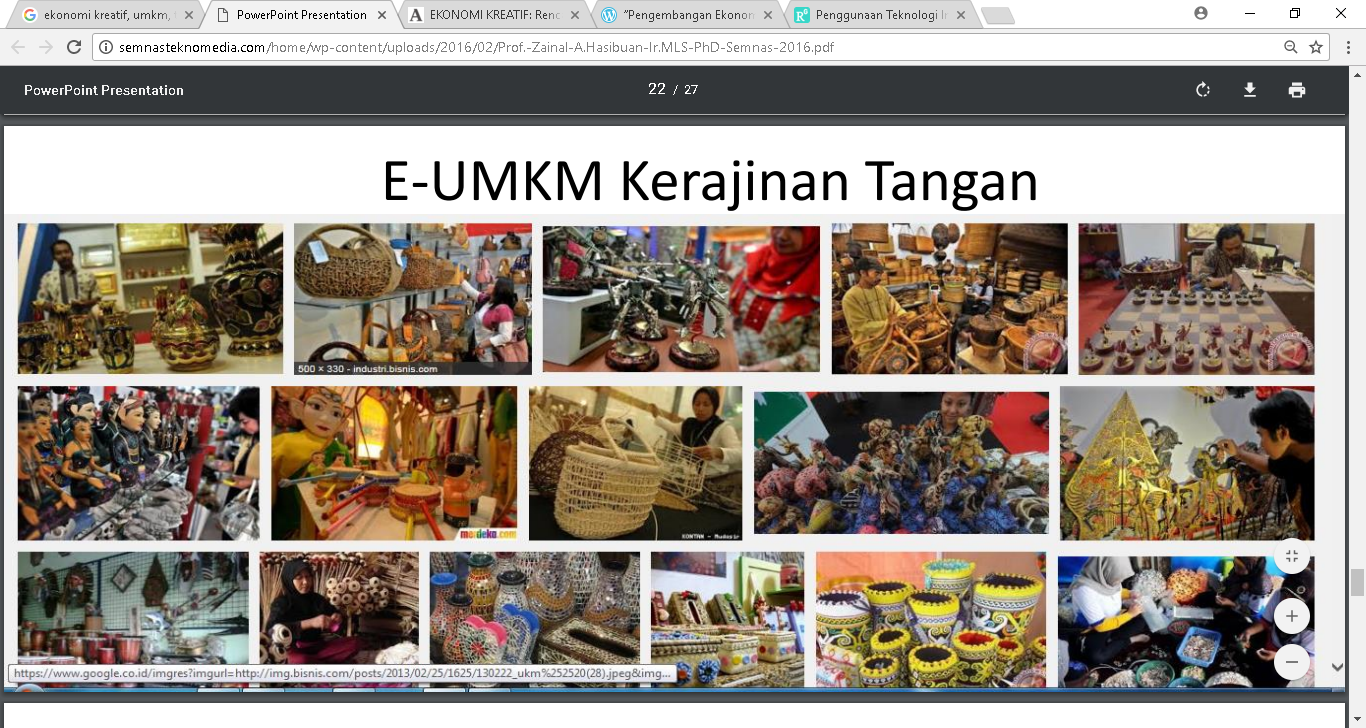 ekonomi kreatif, umkm,
PowerPoint Presentation
EKONOMI KREATIF: Renc
"Pengembangan Ekonom
Penggunaan Teknologi I
semnasteknomedia.com/home/wp-content/uploads/2016/02/Prof.-Zainal-A.Hasibuan-Ir.MLS-PhD-Semnas-2016.pdf
PowerPoint Presentation
22 / 27
E-UMKM Kerajinan Tangan
500 × 330 - industri.bisnis.com
merdeka.com
KONTAN - Mudasir
https://www.google.co.id/imgres?imgurl=http://img.bisnis.com/posts/2013/02/25/1625/130222_ukm%252520(28).jpeg&img...